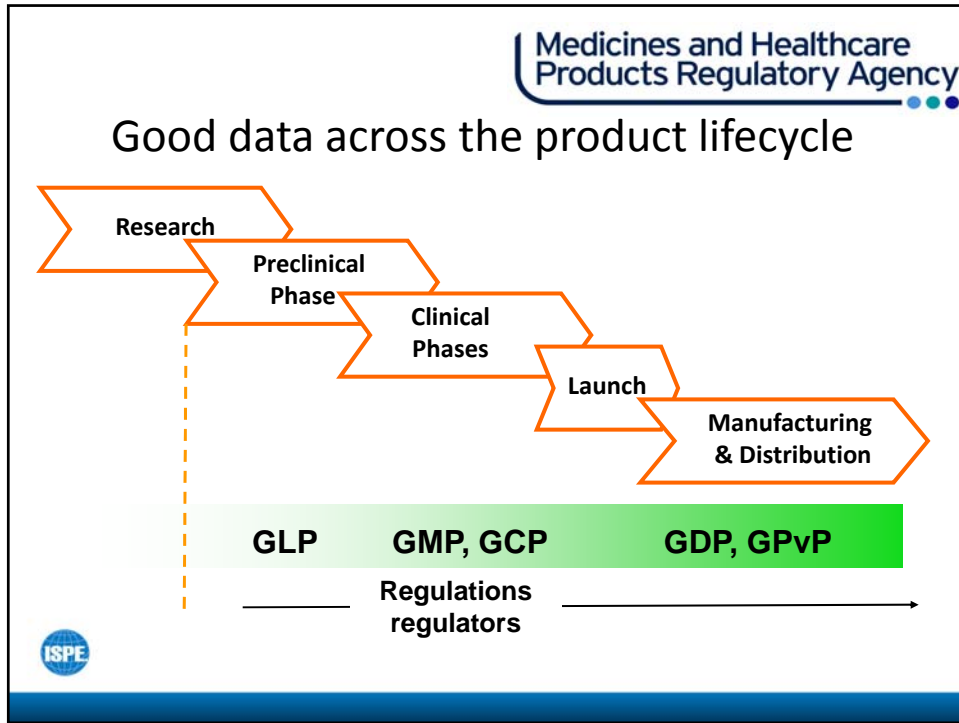 Medicines and Healthcare
Products Regulatory Agency
Good data across the product lifecycle
Research
Preclinical
Phase
Clinical
Phases
Launch
Manufacturing
& Distribution
GLP GMP, GCP GDP, GPvP
Regulations
regulators
ISPE